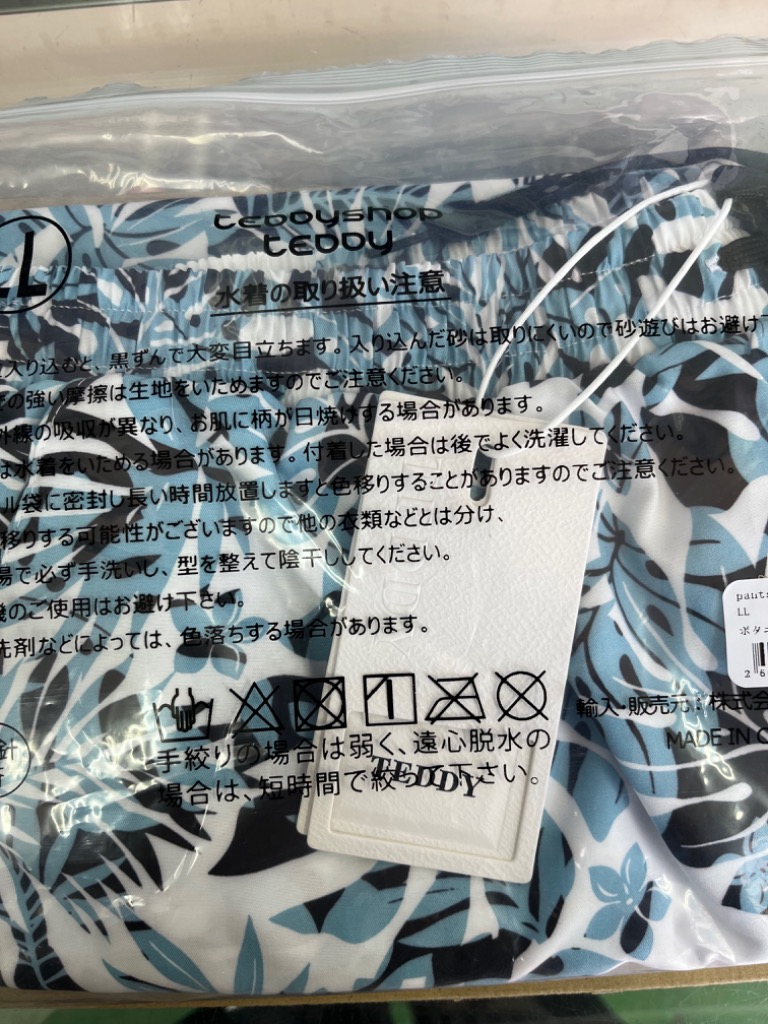 teddyshop
teddy
LL
水着の取り扱い注意
入り込むと、黒ずんで大変目立ちます。入り込んだ砂は取りにくいので砂遊びはお避け下
の強い摩擦は生地をいためますのでご注意ください。
外線の吸収が異なり、お肌に柄が日焼けする場合があります。
は水着をいためる場合があります。付着した場合は後でよく洗濯してください。
ル袋に密封し長い時間放置しますと色移りすることがありますのでご注意ください。
移りする可能性がございますので他の衣類などとは分け、
場で必ず手洗いし、型を整えて陰干ししてください。
機のご使用はお避け下さい。
先剤などによっては、色落ちする場合があります。
手絞りの場合は弱く、遠心脱水の
場合は、短時間で絞って下さい。
輸入・販売元：株式会
MADE IN C
TEDDY
pants
LL
ボタニ
26
針